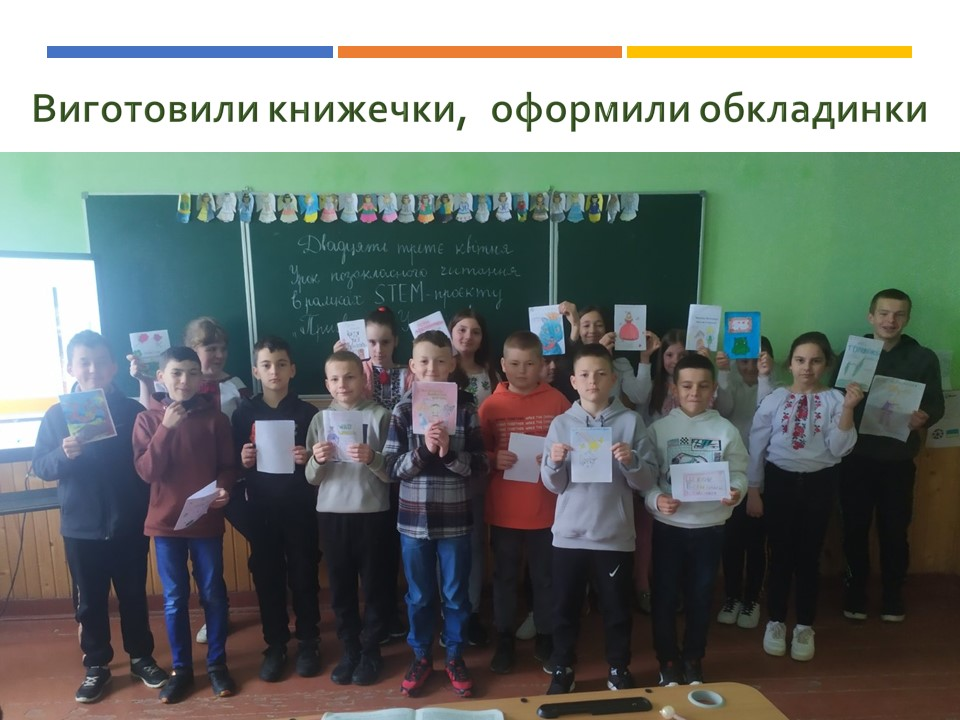 Виготовили книжечки, оформили обкладинки
Двадцять третє квітня
Урок позакласного читання
в рамках STEM-проєкту